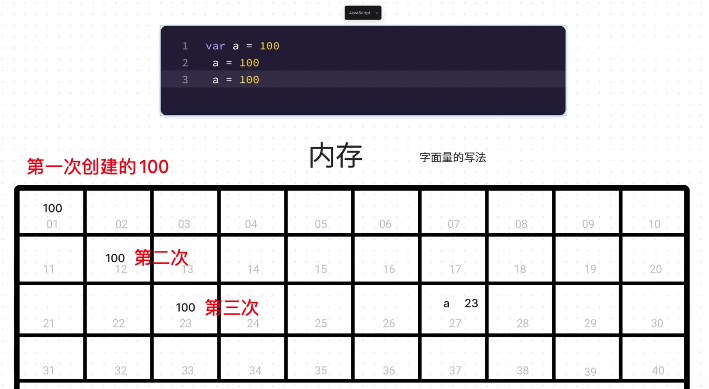 JavaScript
1 var a = 100
2 a = 100
3 a = 100
内存
字面量的写法
第一次创建的100
100
01 02 03 04 05 06 07 08 09 10
100 第二次
11 12 13 14 15 16 17 18 19 20
100 第三次 a 23
21 22 23 24 25 26 27 28 29 30
31 32 33 34 35 36 37 38 39 40